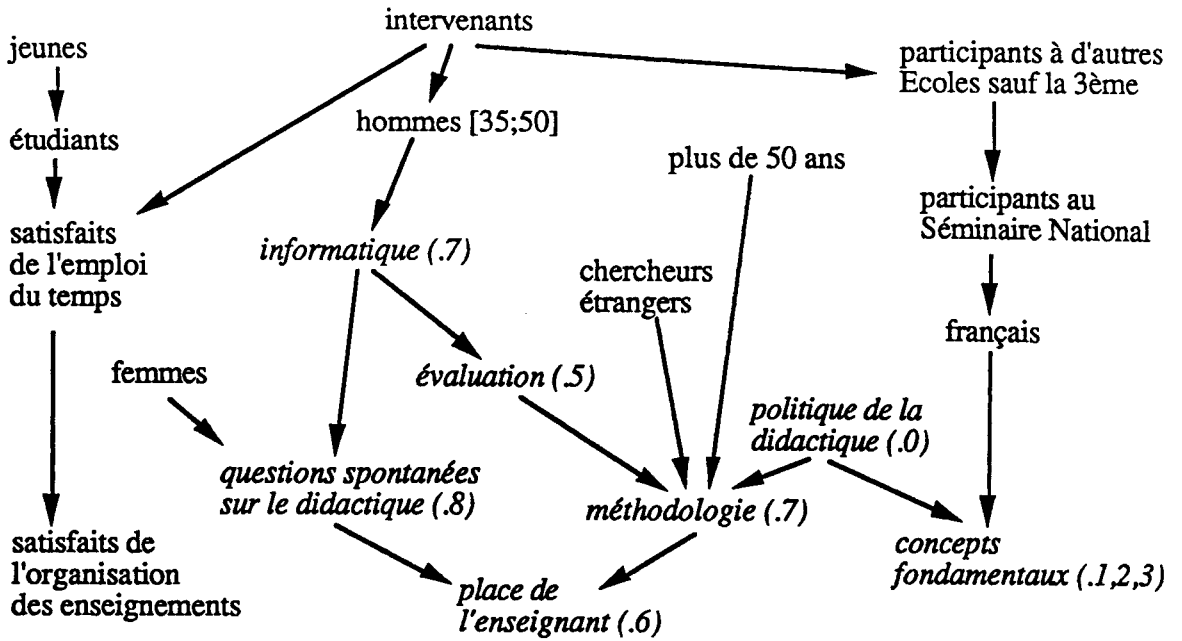 intervenants
jeunes
participants à d'autres
Ecoles sauf la 3ème
hommes [35;50]
étudiants
plus de 50 ans
participants au
Séminaire National
satisfaits
de l'emploi
du temps
informatique (.7)
chercheurs
étrangers
français
femmes
évaluation (.5)
politique de la
didactique (.0)
questions spontanées
sur le didactique (.8)
méthodologie (.7)
satisfaits de
l'organisation
des enseignements
concepts
fondamentaux (.1,2,3)
place de
l'enseignant (.6)